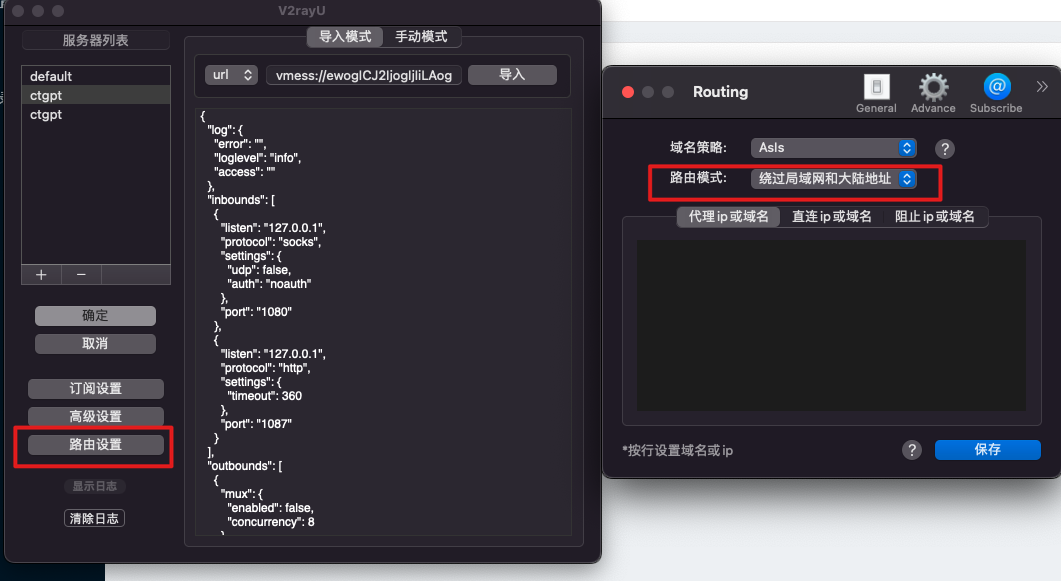 V2rayU
服务器列表
default
ctgpt
ctgpt
+
−
确定
取消
订阅设置
高级设置
路由设置
显示日志
清除日志
导入模式 手动模式
url vmess://ewoglCJ2IjogIjIiLAog 导入
{
"log": {
"error": "",
"loglevel": "info",
"access": ""
},
"inbounds": [
{
"listen": "127.0.0.1",
"protocol": "socks",
"settings": {
"udp": false,
"auth": "noauth"
},
"port": "1080"
},
{
"listen": "127.0.0.1",
"protocol": "http",
"settings": {
"timeout": 360
},
"port": "1087"
}
],
"outbounds": [
{
"mux": {
"enabled": false,
"concurrency": 8
}
Routing
General Advance Subscribe
域名策略: AsIs ?
路由模式: 绕过局域网和大陆地址
代理ip或域名 直连ip或域名 阻止ip或域名
*按行设置域名或ip ? 保存